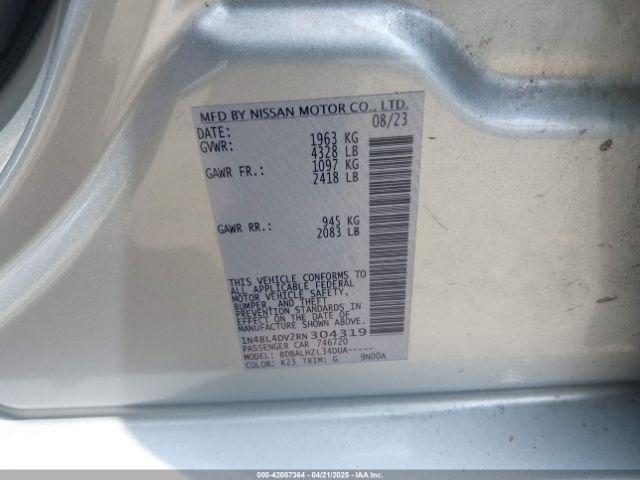 MFD BY NISSAN MOTOR CO., LTD.
DATE: 08/23
GVWR: 1963 KG
4328 LB
GAWR FR.: 1097 KG
2418 LB
GAWR RR.: 945 KG
2083 LB
THIS VEHICLE CONFORMS TO
ALL APPLICABLE FEDERAL
MOTOR VEHICLE SAFETY,
BUMPER, AND THEFT
PREVENTION STANDARDS IN
EFFECT ON THE DATE OF
MANUFACTURE SHOWN ABOVE.
1N4BL4DVZRN304319
PASSENGER CAR 746720
MODEL: BDBALHZL34DUA-----
COLOR: K23 TRIM: G 9N00A
000-42087364 - 04/21/2025 - IAA Inc.